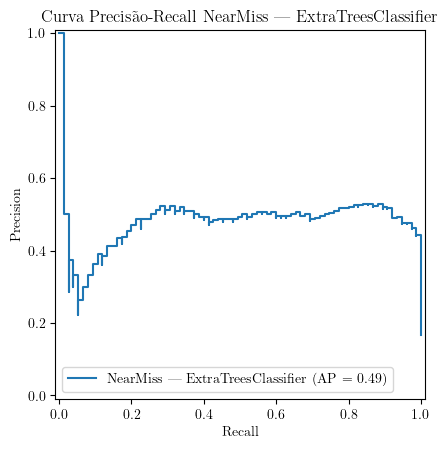 Curva Precisão-Recall NearMiss — ExtraTreesClassifier
1.0
0.8
0.6
0.4
0.2
0.0
Precision
NearMiss — ExtraTreesClassifier (AP = 0.49)
0.0 0.2 0.4 0.6 0.8 1.0
Recall